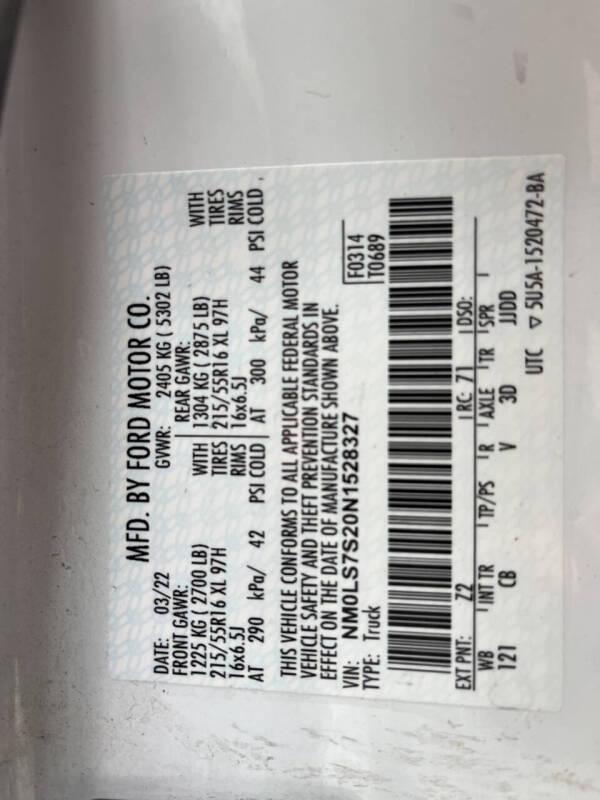 MFD. BY FORD MOTOR CO.
DATE: 03/22 GVWR: 2405 KG ( 5302 LB)
FRONT GAWR: REAR GAWR:
1225 KG ( 2700 LB) WITH 1304 KG ( 2875 LB) WITH
215/55R16 XL 97H TIRES 215/55R16 XL 97H TIRES
16x6.5J RIMS 16x6.5J RIMS
AT 290 kPa/ 42 PSI COLD AT 300 kPa/ 44 PSI COLD,
THIS VEHICLE CONFORMS TO ALL APPLICABLE FEDERAL MOTOR
VEHICLE SAFETY AND THEFT PREVENTION STANDARDS IN
EFFECT ON THE DATE OF MANUFACTURE SHOWN ABOVE.
VIN: NM0LS7S20N1528327 F0314
TYPE: Truck T0689
EXT PNT: Z2 RC: 71 DSO:
WB INT TR TP/PS R AXLE TR SPR
121 CB V 3D JJDD
UTC ▽ 5U5A-1520472-BA